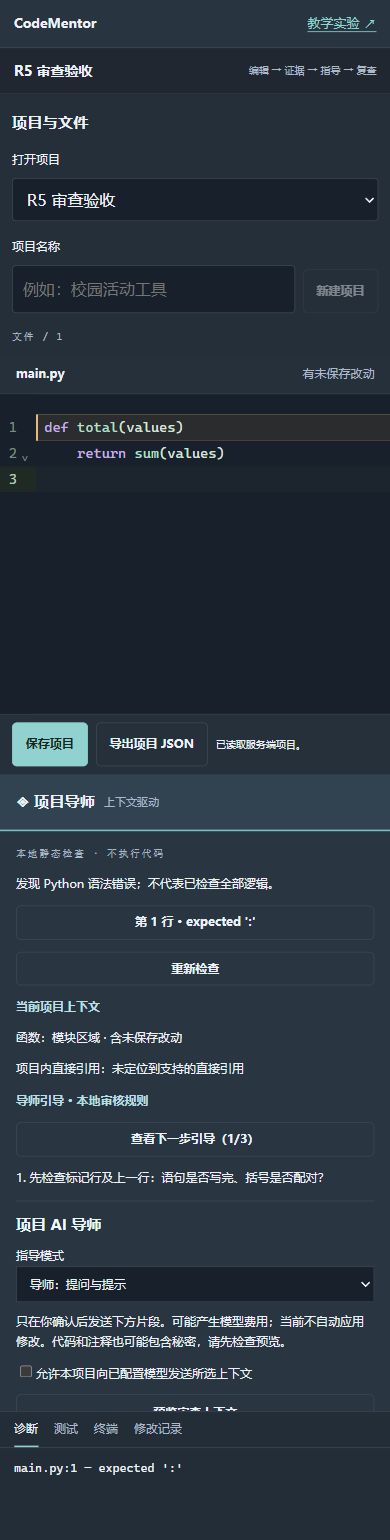 CodeMentor
教学实验 ↗
R5 审查验收
编辑 → 证据 → 指导 → 复查
项目与文件
打开项目
R5 审查验收
项目名称
例如：校园活动工具
新建项目
文件 / 1
main.py
有未保存改动
1 def total(values)
2     return sum(values)
3
保存项目
导出项目 JSON
已读取服务端项目。
◈ 项目导师 上下文驱动
本地静态检查 · 不执行代码
发现 Python 语法错误；不代表已检查全部逻辑。
第 1 行 · expected ':'
重新检查
当前项目上下文
函数：模块区域 · 含未保存改动
项目内直接引用：未定位到支持的直接引用
导师引导 · 本地审核规则
查看下一步引导（1/3）
1. 先检查标记行及上一行：语句是否写完、括号是否配对？
项目 AI 导师
指导模式
导师：提问与提示
只在你确认后发送下方片段。可能产生模型费用；当前不自动应用
修改。代码和注释也可能包含秘密，请先检查预览。
允许本项目向已配置模型发送所选上下文
诊断 测试 终端 修改记录
main.py:1 — expected ':'